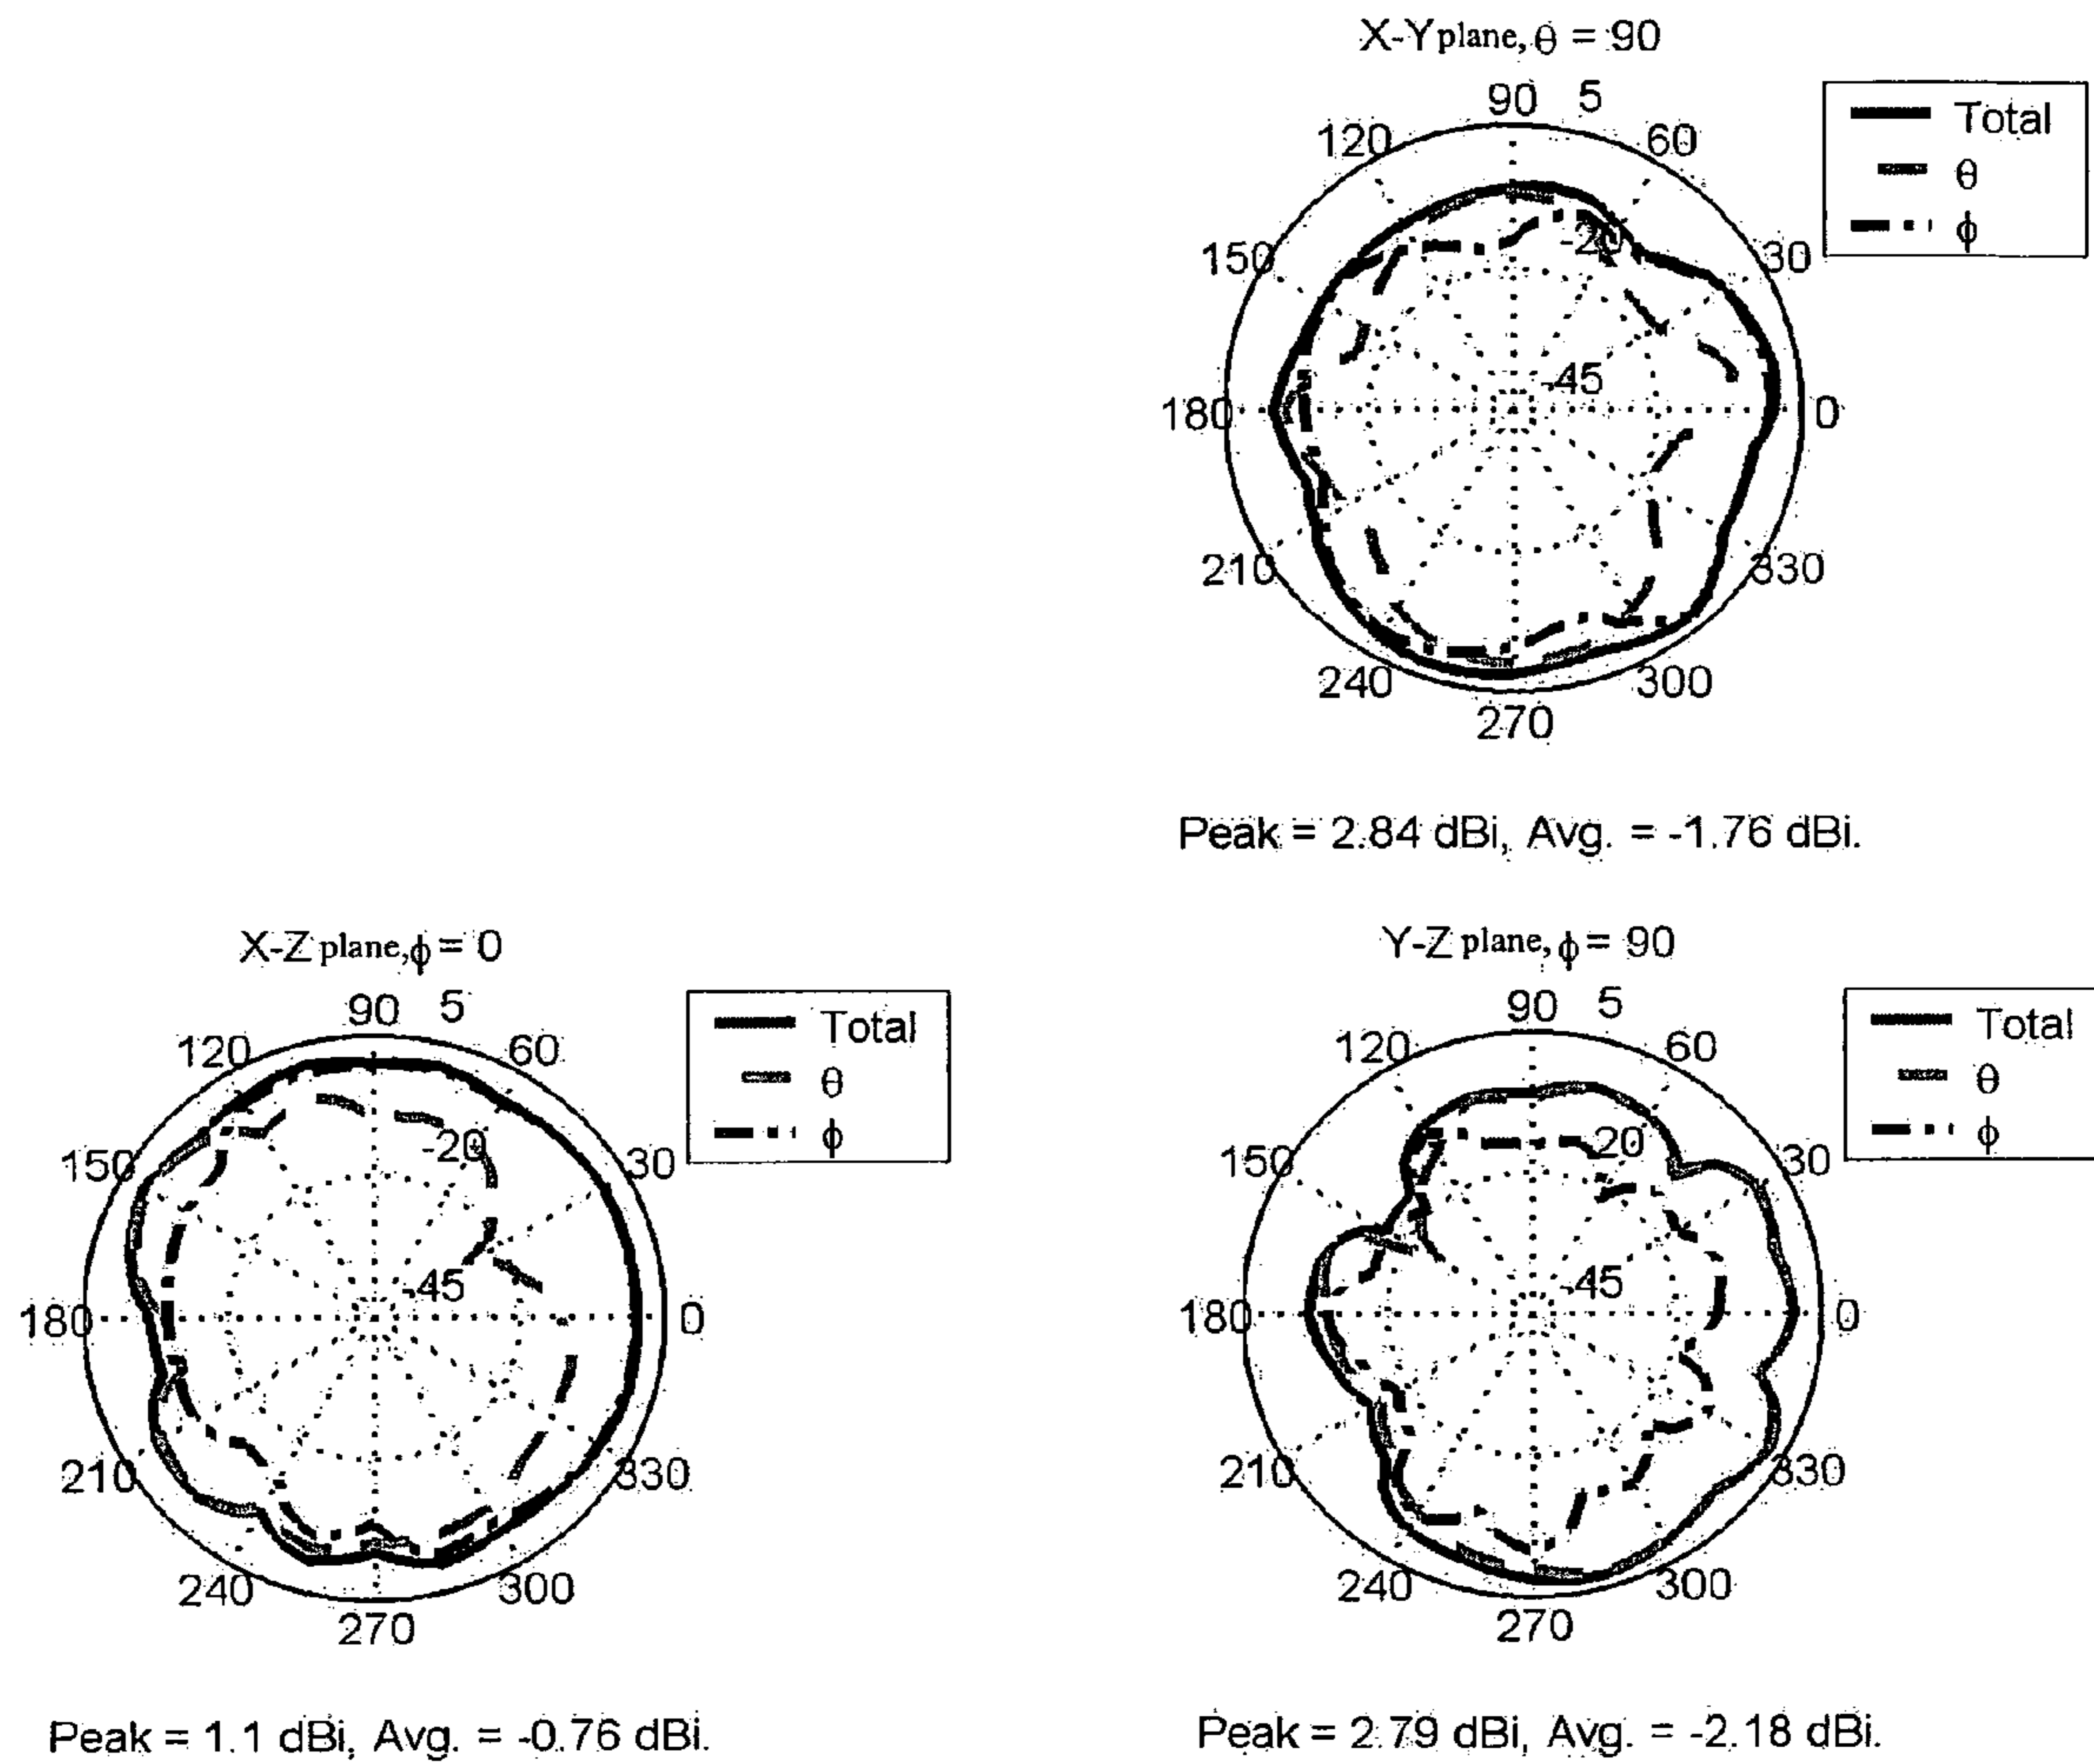 X-Y plane, θ = 90
90 5
120 60
Total
θ
ϕ
150 30
-20
-45
180 0
210 330
240 300
270
Peak = 2.84 dBi, Avg. = -1.76 dBi.
X-Z plane, ϕ = 0
90 5
120 60
Total
θ
ϕ
150 30
-20
-45
180 0
210 330
240 300
270
Peak = 1.1 dBi, Avg. = -0.76 dBi.
Y-Z plane, ϕ = 90
90 5
120 60
Total
θ
ϕ
150 30
-20
-45
180 0
210 330
240 300
270
Peak = 2.79 dBi, Avg. = -2.18 dBi.